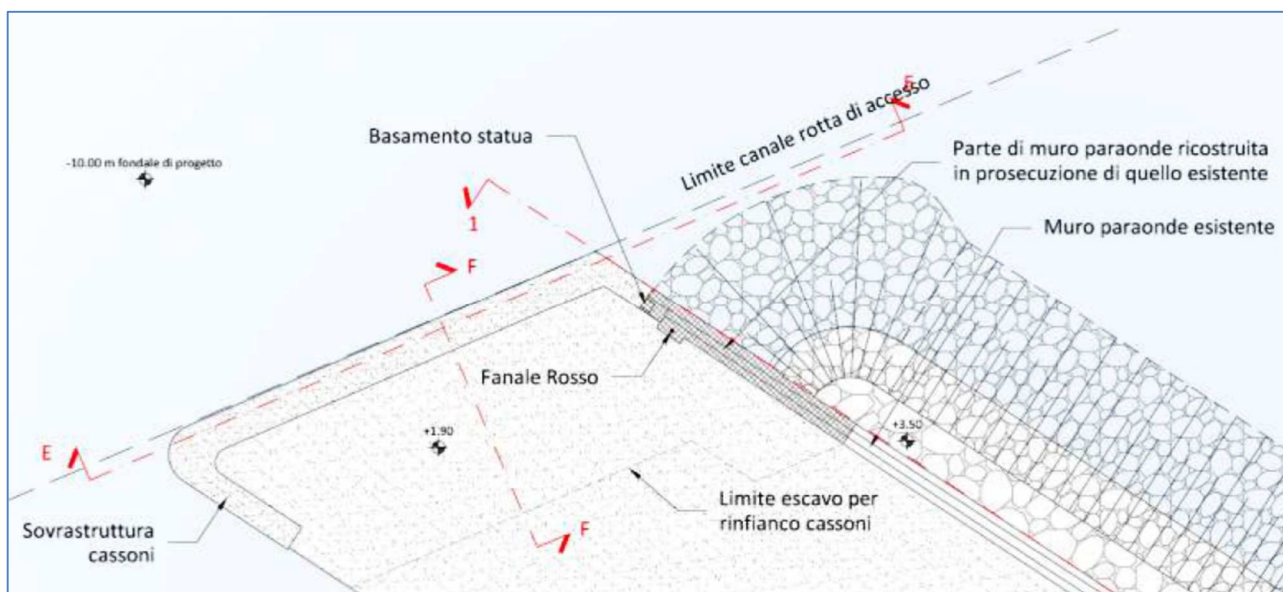 Limite canale rotta di accesso
E
Basamento statua
Parte di muro paraonde ricostruita
in prosecuzione di quello esistente
-10.00 m fondale di progetto
Muro paraonde esistente
1
F
Fanale Rosso
+1.90
+3.50
E
Limite escavo per
rinfianco cassoni
Sovrastruttura
cassoni
F